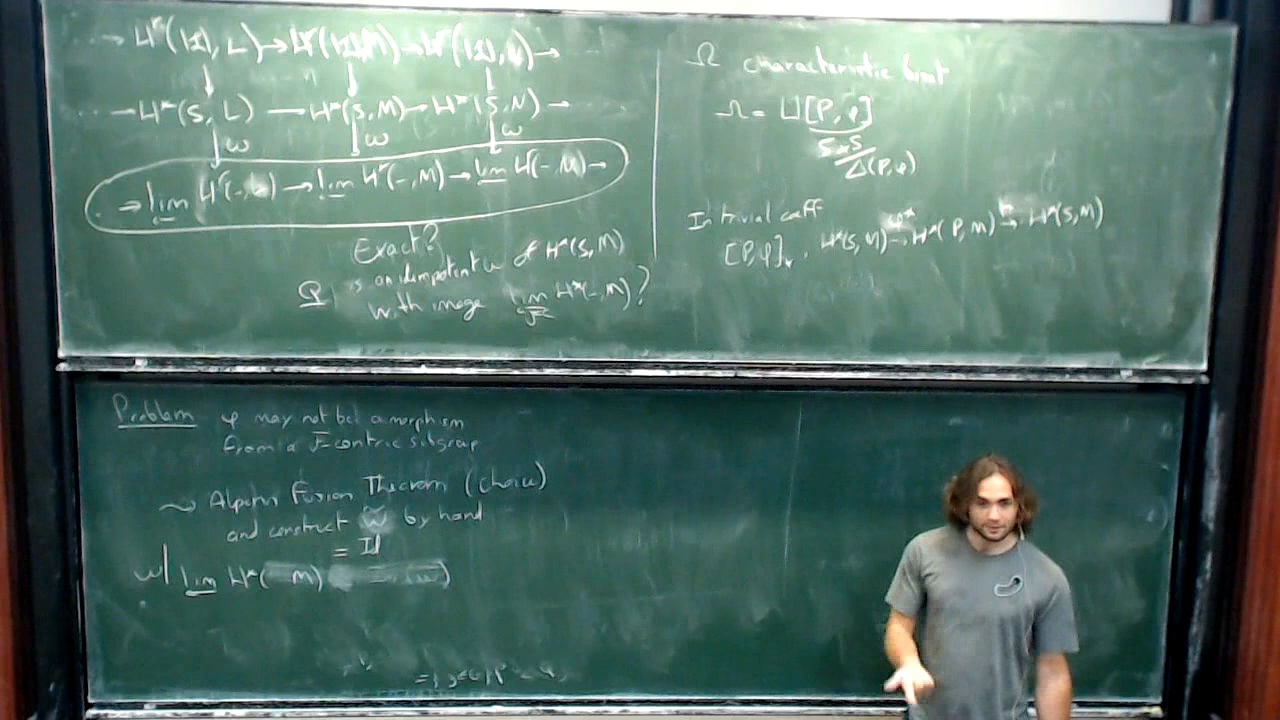 ··→ H*(|𝓛|, L) → H*(|𝓛|, M) → H*(|𝓛|, N) →
··→ H*(S, L) → H*(S, M) → H*(S, N) → ···
ω ω ω
→ lim H*(-, L) → lim H*(-, M) → lim H*(-, N) →
Exact?
Q) is an idempotent ω of H*(S, M)
with image lim H*(-, M)?
Ω characteristic biset
Ω = ⊔ [P, φ]
S × S
Δ(P, φ)
In trivial coeff
[P, φ]* : H*(S, M) → H*(P, M) → H*(S, M)
Problem φ may not be a morphism
from a F-centric subgroup
⇝ Alperin Fusion Theorem (choice)
and construct ω̃ by hand
= Id
w/ lim H*(- M)